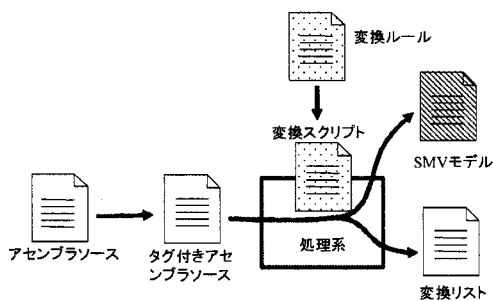 変換ルール
変換スクリプト
SMVモデル
処理系
アセンブラソース
タグ付きアセ
ンブラソース
変換リスト